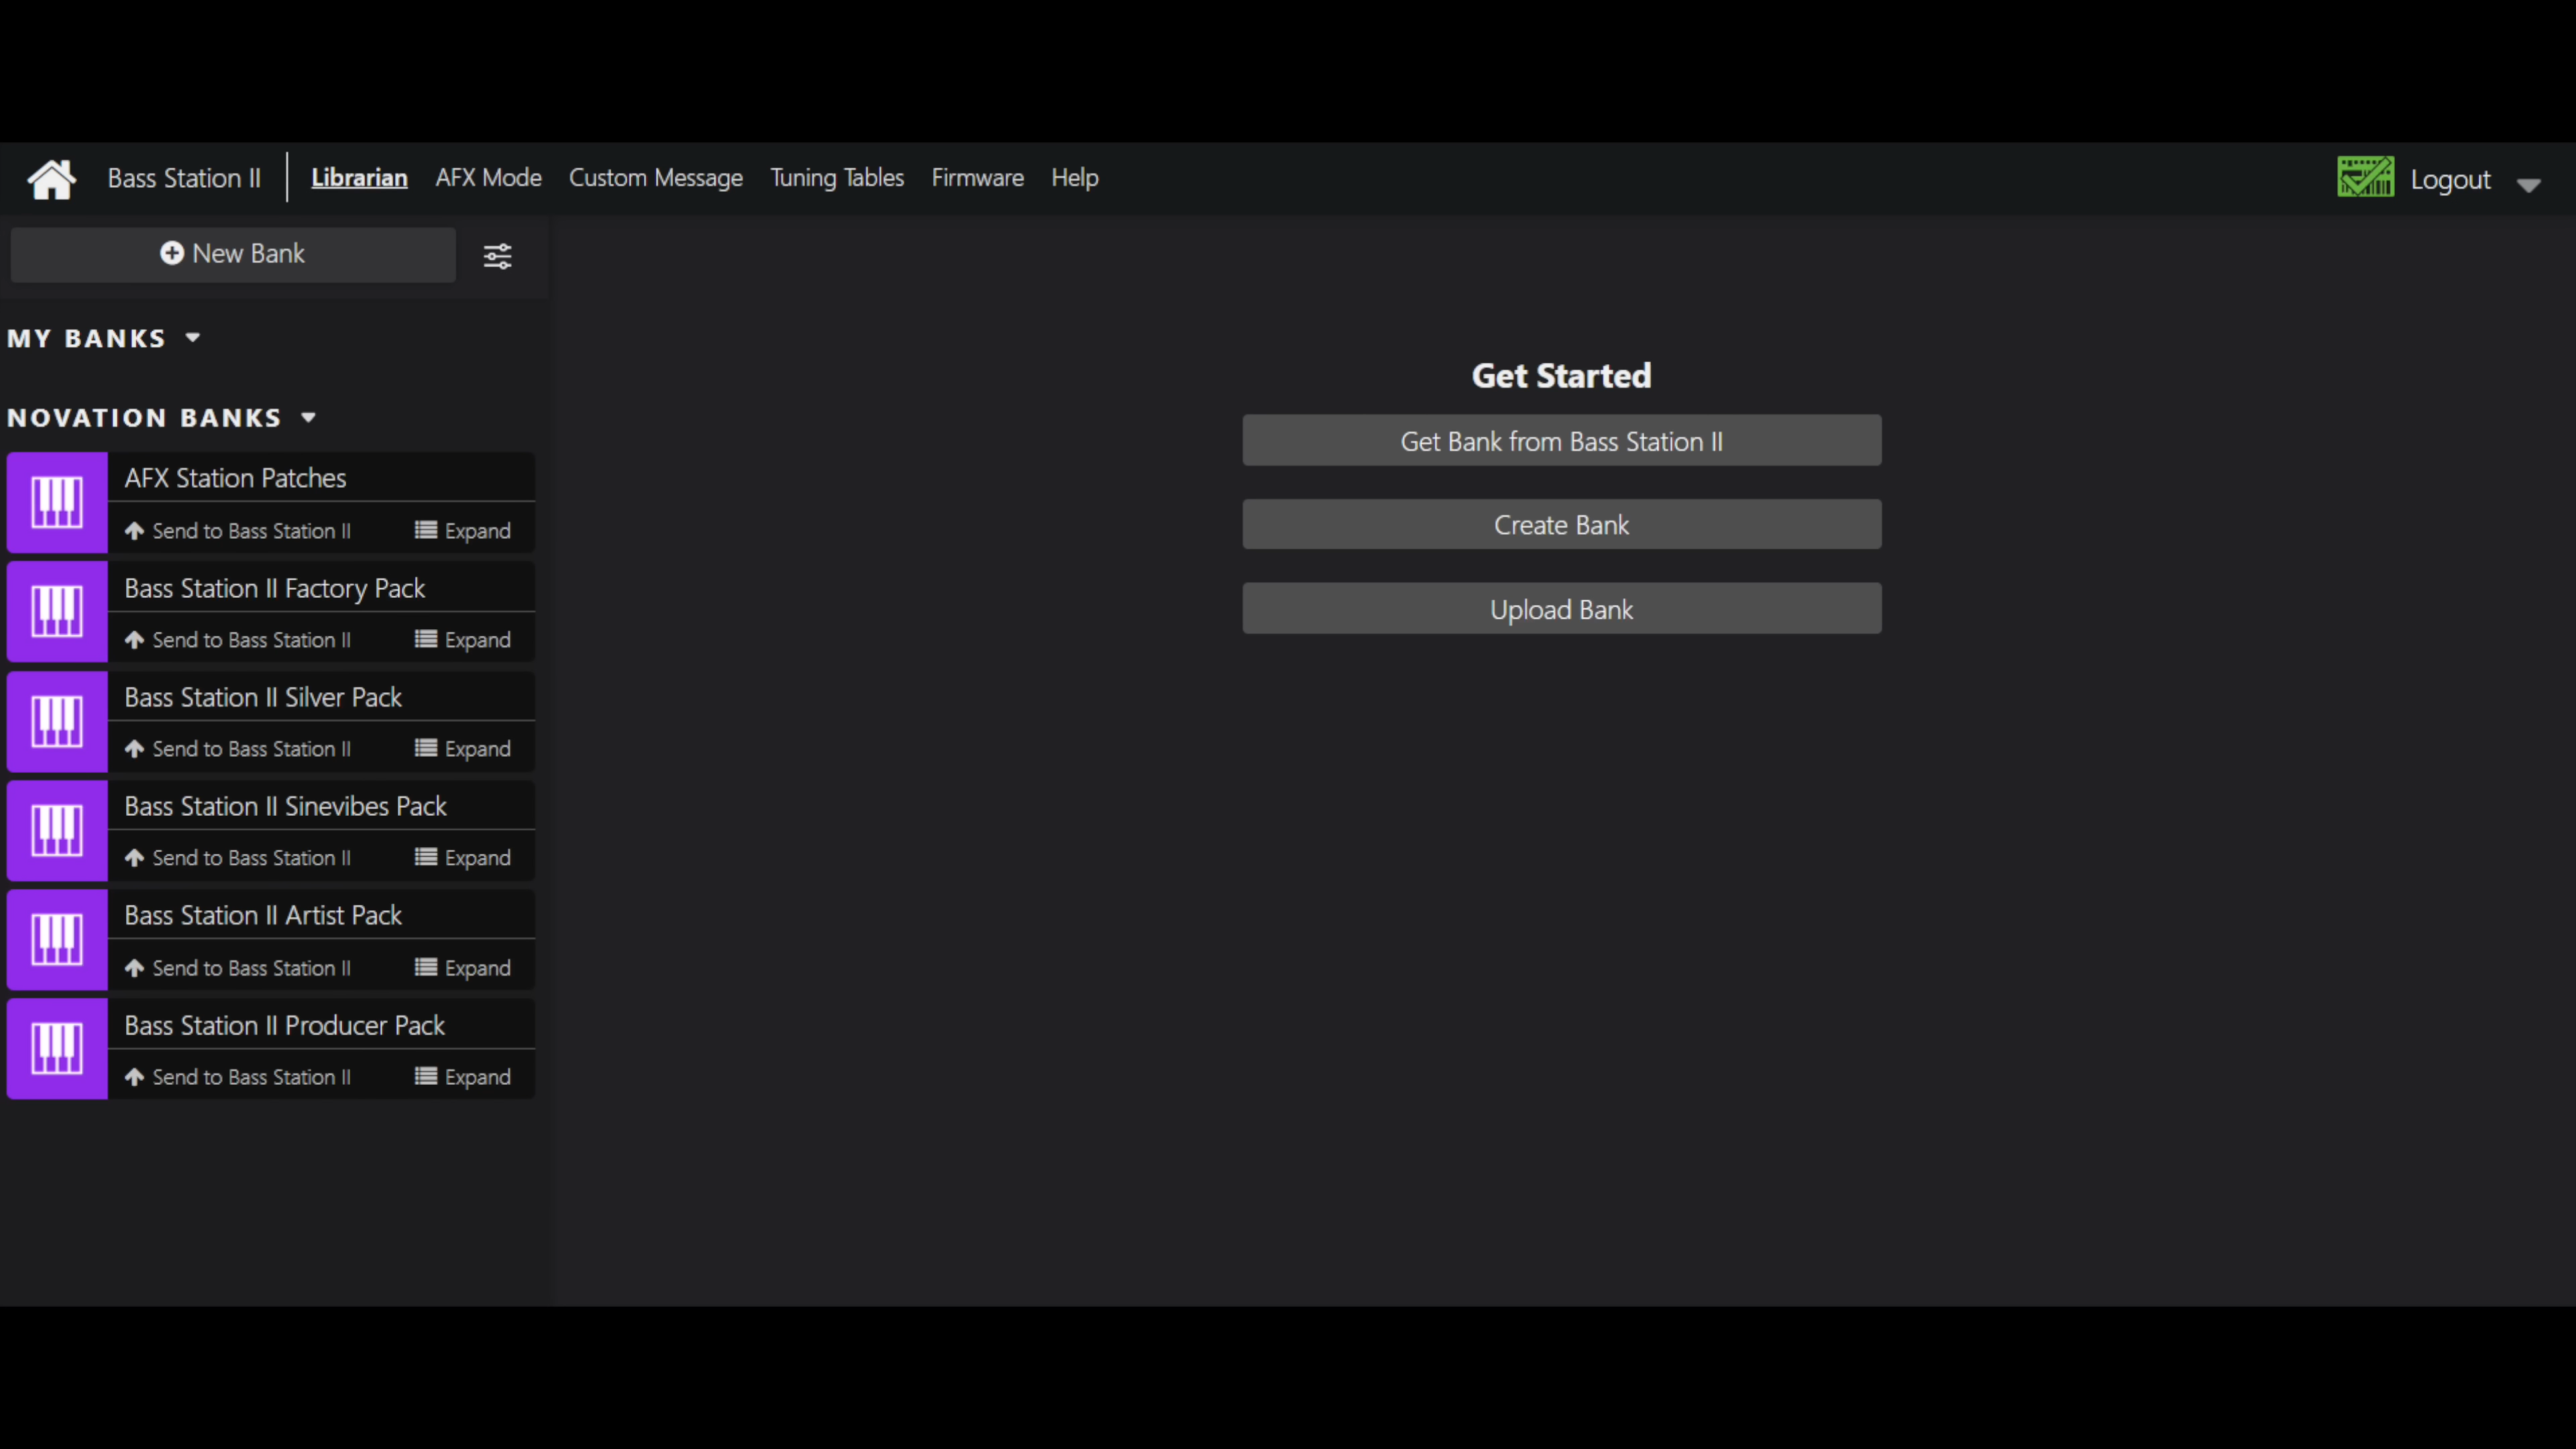 Bass Station II
Librarian AFX Mode Custom Message Tuning Tables Firmware Help
Logout
New Bank
MY BANKS
NOVATION BANKS
AFX Station Patches
Send to Bass Station II Expand
Bass Station II Factory Pack
Send to Bass Station II Expand
Bass Station II Silver Pack
Send to Bass Station II Expand
Bass Station II Sinevibes Pack
Send to Bass Station II Expand
Bass Station II Artist Pack
Send to Bass Station II Expand
Bass Station II Producer Pack
Send to Bass Station II Expand
Get Started
Get Bank from Bass Station II
Create Bank
Upload Bank